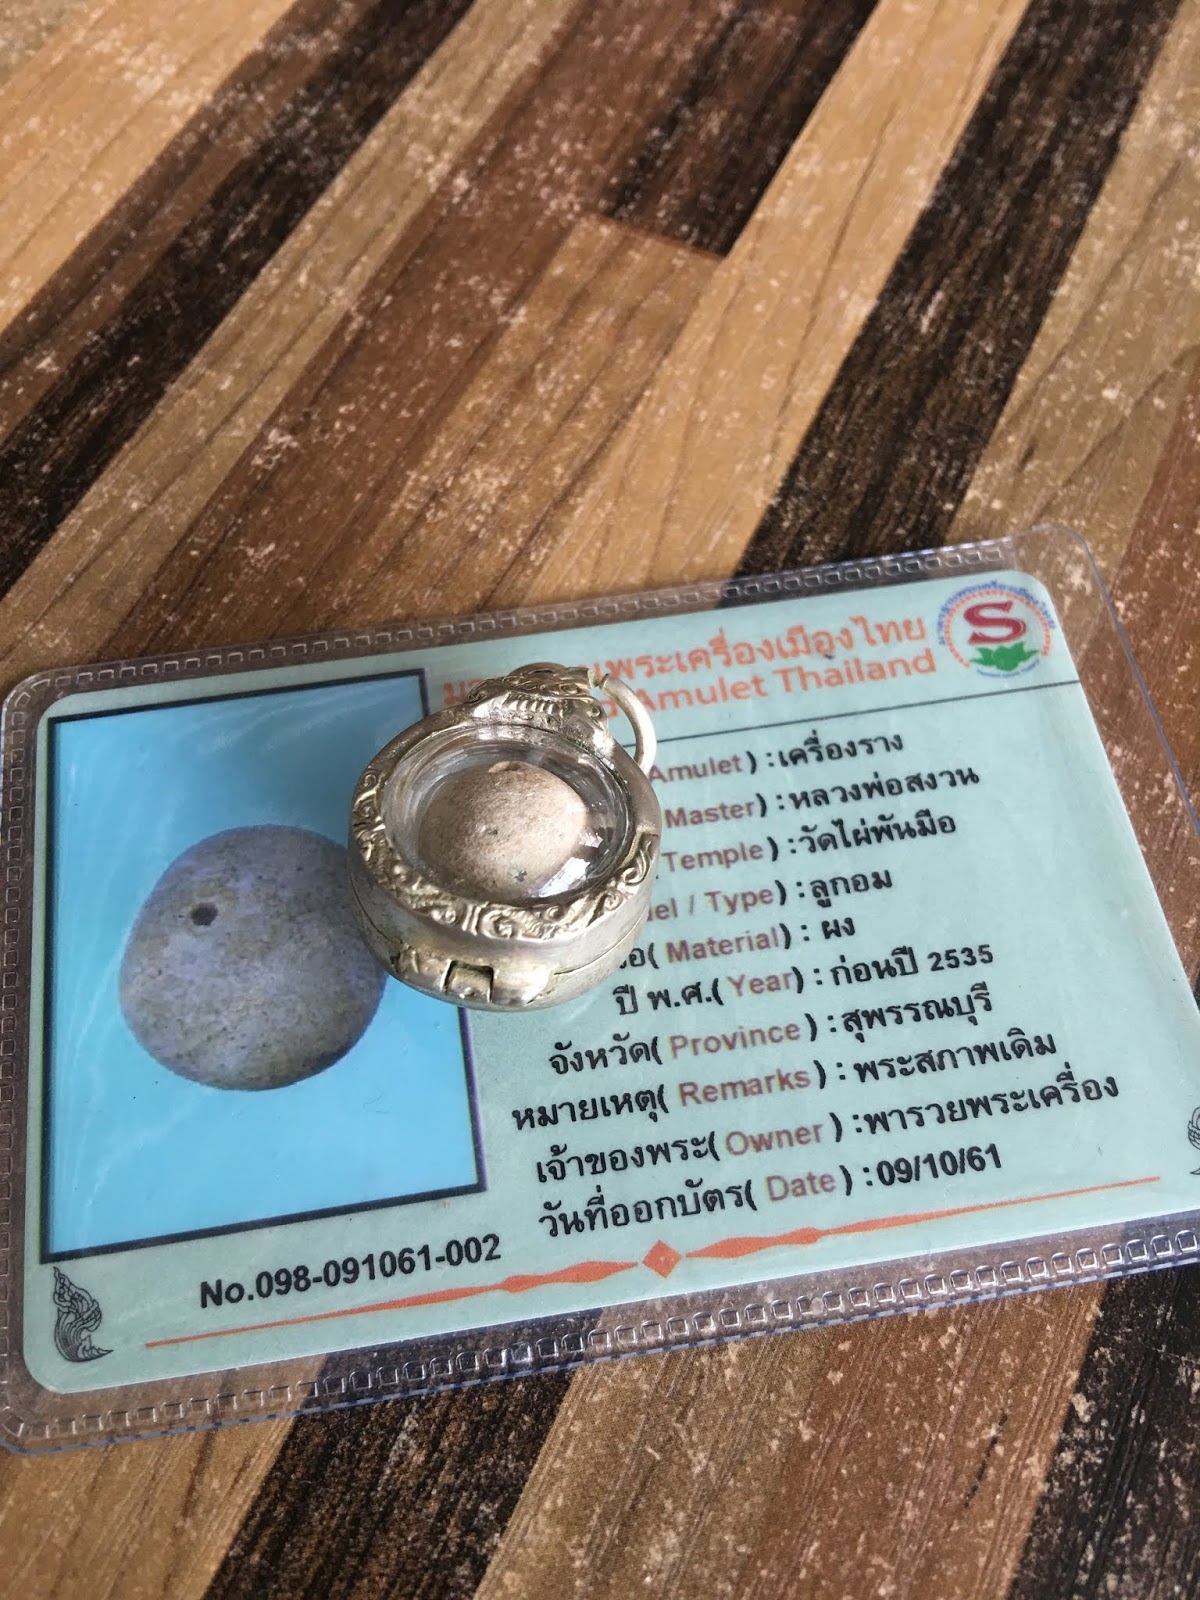 นพระเครื่องเมืองไทย
d Amulet Thailand
S
Amulet) : เครื่องราง
Master) : หลวงพ่อสงวน
Temple) : วัดไผ่พันมือ
del / Type) : ลูกอม
้อ( Material) : ผง
ปี พ.ศ.( Year) : ก่อนปี 2535
จังหวัด( Province ) : สุพรรณบุรี
หมายเหตุ( Remarks ) : พระสภาพเดิม
เจ้าของพระ( Owner ) :พารวยพระเครื่อง
วันที่ออกบัตร( Date ) :09/10/61
No.098-091061-002